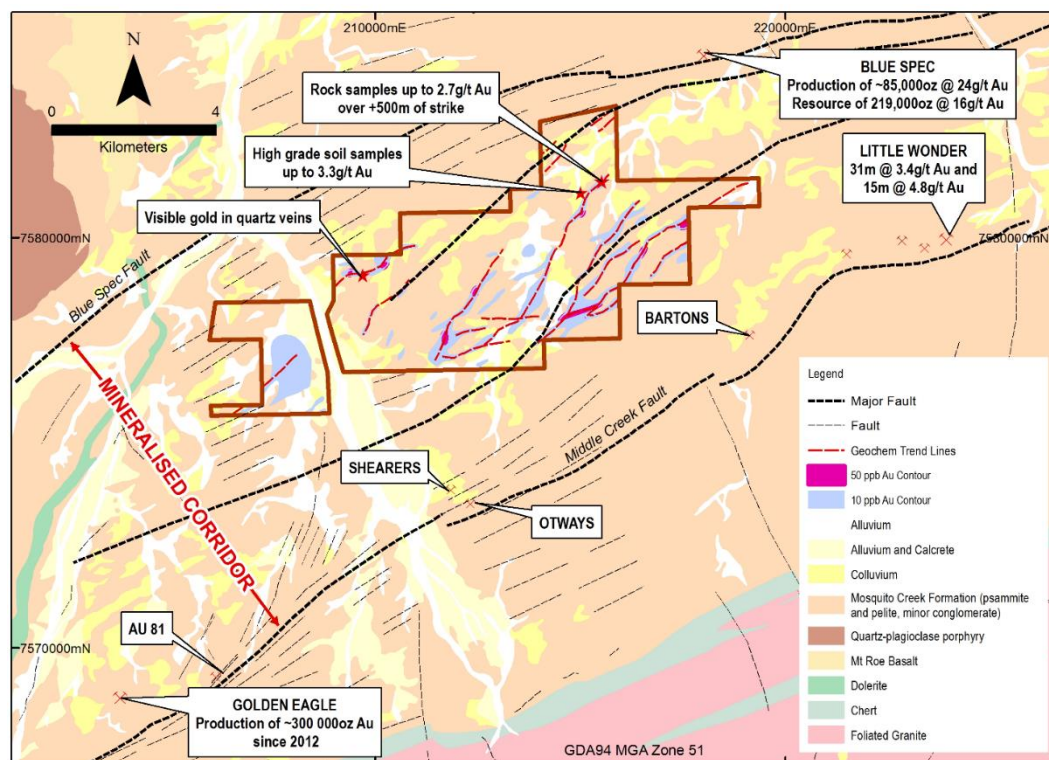 210000mE
220000mE
N
0
4
Kilometers
Rock samples up to 2.7g/t Au
over +500m of strike
High grade soil samples
up to 3.3g/t Au
Visible gold in quartz veins
BLUE SPEC
Production of ~85,000oz @ 24g/t Au
Resource of 219,000oz @ 16g/t Au
LITTLE WONDER
31m @ 3.4g/t Au and
15m @ 4.8g/t Au
7580000mN
7580000mN
Blue Spec Fault
BARTONS
MINERALISED CORRIDOR
Middle Creek Fault
SHEARERS
OTWAYS
7570000mN
AU 81
GOLDEN EAGLE
Production of ~300 000oz Au
since 2012
Legend
Major Fault
Fault
Geochem Trend Lines
50 ppb Au Contour
10 ppb Au Contour
Alluvium
Alluvium and Calcrete
Colluvium
Mosquito Creek Formation (psammite
and pelite, minor conglomerate)
Quartz-plagioclase porphyry
Mt Roe Basalt
Dolerite
Chert
Foliated Granite
GDA94 MGA Zone 51